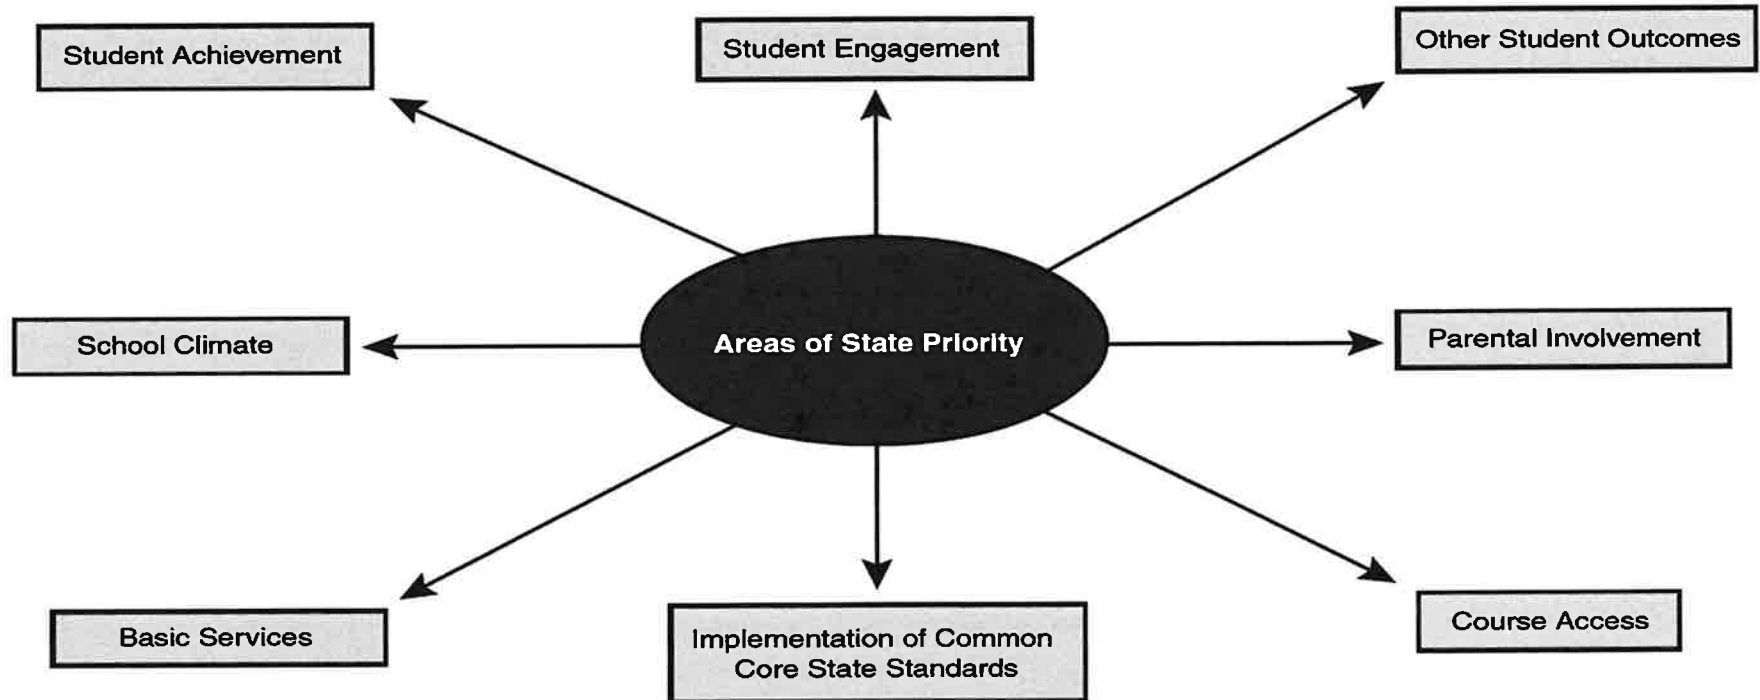 Student Achievement
Student Engagement
Other Student Outcomes
School Climate
Areas of State Priority
Parental Involvement
Basic Services
Implementation of Common
Core State Standards
Course Access